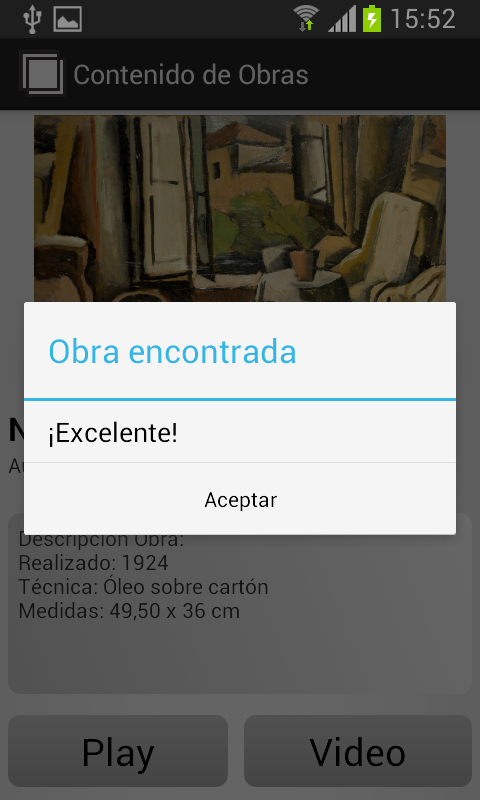 15:52
Contenido de Obras
Obra encontrada
¡Excelente!
Aceptar
Descripción Obra:
Realizado: 1924
Técnica: Óleo sobre cartón
Medidas: 49,50 x 36 cm
Play
Video